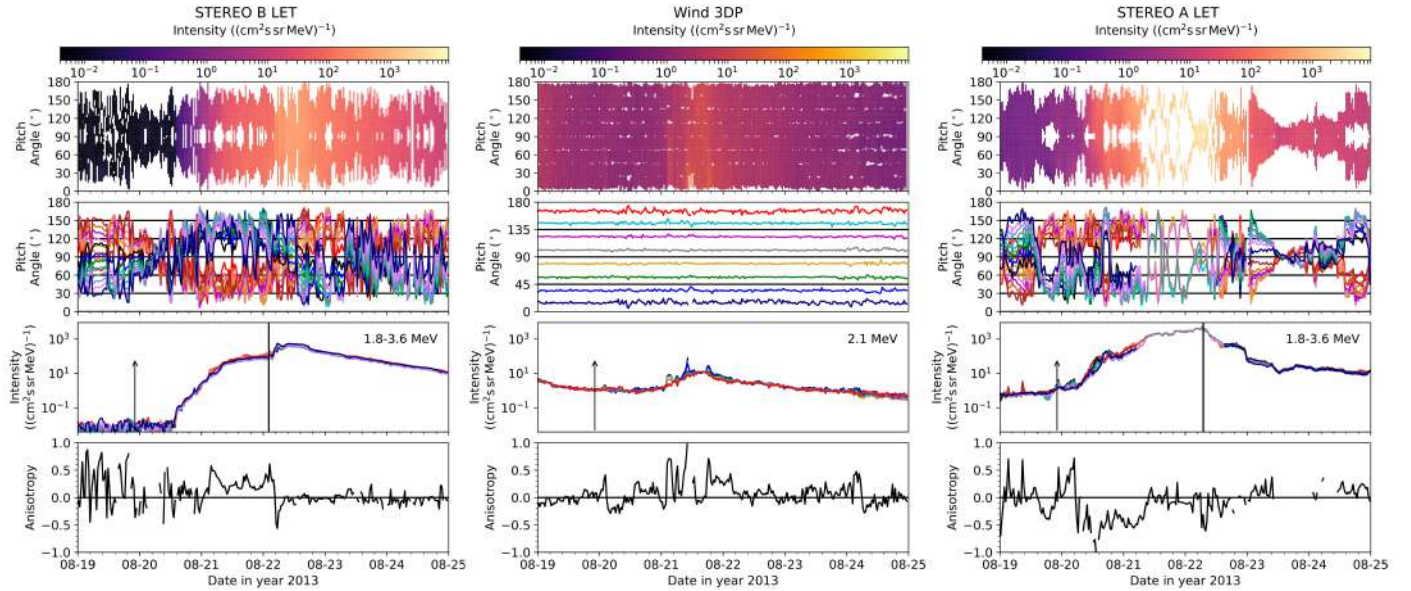 STEREO B LET
Intensity ((cm²s sr MeV)⁻¹)
10⁻² 10⁻¹ 10⁰ 10¹ 10² 10³
Pitch
Angle (°)
180
150
120
90
60
30
0
Pitch
Angle (°)
180
150
120
90
60
30
0
Intensity
((cm²s sr MeV)⁻¹)
10³
10¹
10⁻¹
1.8-3.6 MeV
Anisotropy
1.0
0.5
0.0
−0.5
−1.0
08-19 08-20 08-21 08-22 08-23 08-24 08-25
Date in year 2013
Wind 3DP
Intensity ((cm²s sr MeV)⁻¹)
10⁻² 10⁻¹ 10⁰ 10¹ 10² 10³
Pitch
Angle (°)
180
150
120
90
60
30
0
Pitch
Angle (°)
180
135
90
45
0
Intensity
((cm²s sr MeV)⁻¹)
10³
10¹
10⁻¹
2.1 MeV
Anisotropy
1.0
0.5
0.0
−0.5
−1.0
08-19 08-20 08-21 08-22 08-23 08-24 08-25
Date in year 2013
STEREO A LET
Intensity ((cm²s sr MeV)⁻¹)
10⁻² 10⁻¹ 10⁰ 10¹ 10² 10³
Pitch
Angle (°)
180
150
120
90
60
30
0
Pitch
Angle (°)
180
150
120
90
60
30
0
Intensity
((cm²s sr MeV)⁻¹)
10³
10¹
10⁻¹
1.8-3.6 MeV
Anisotropy
1.0
0.5
0.0
−0.5
−1.0
08-19 08-20 08-21 08-22 08-23 08-24 08-25
Date in year 2013